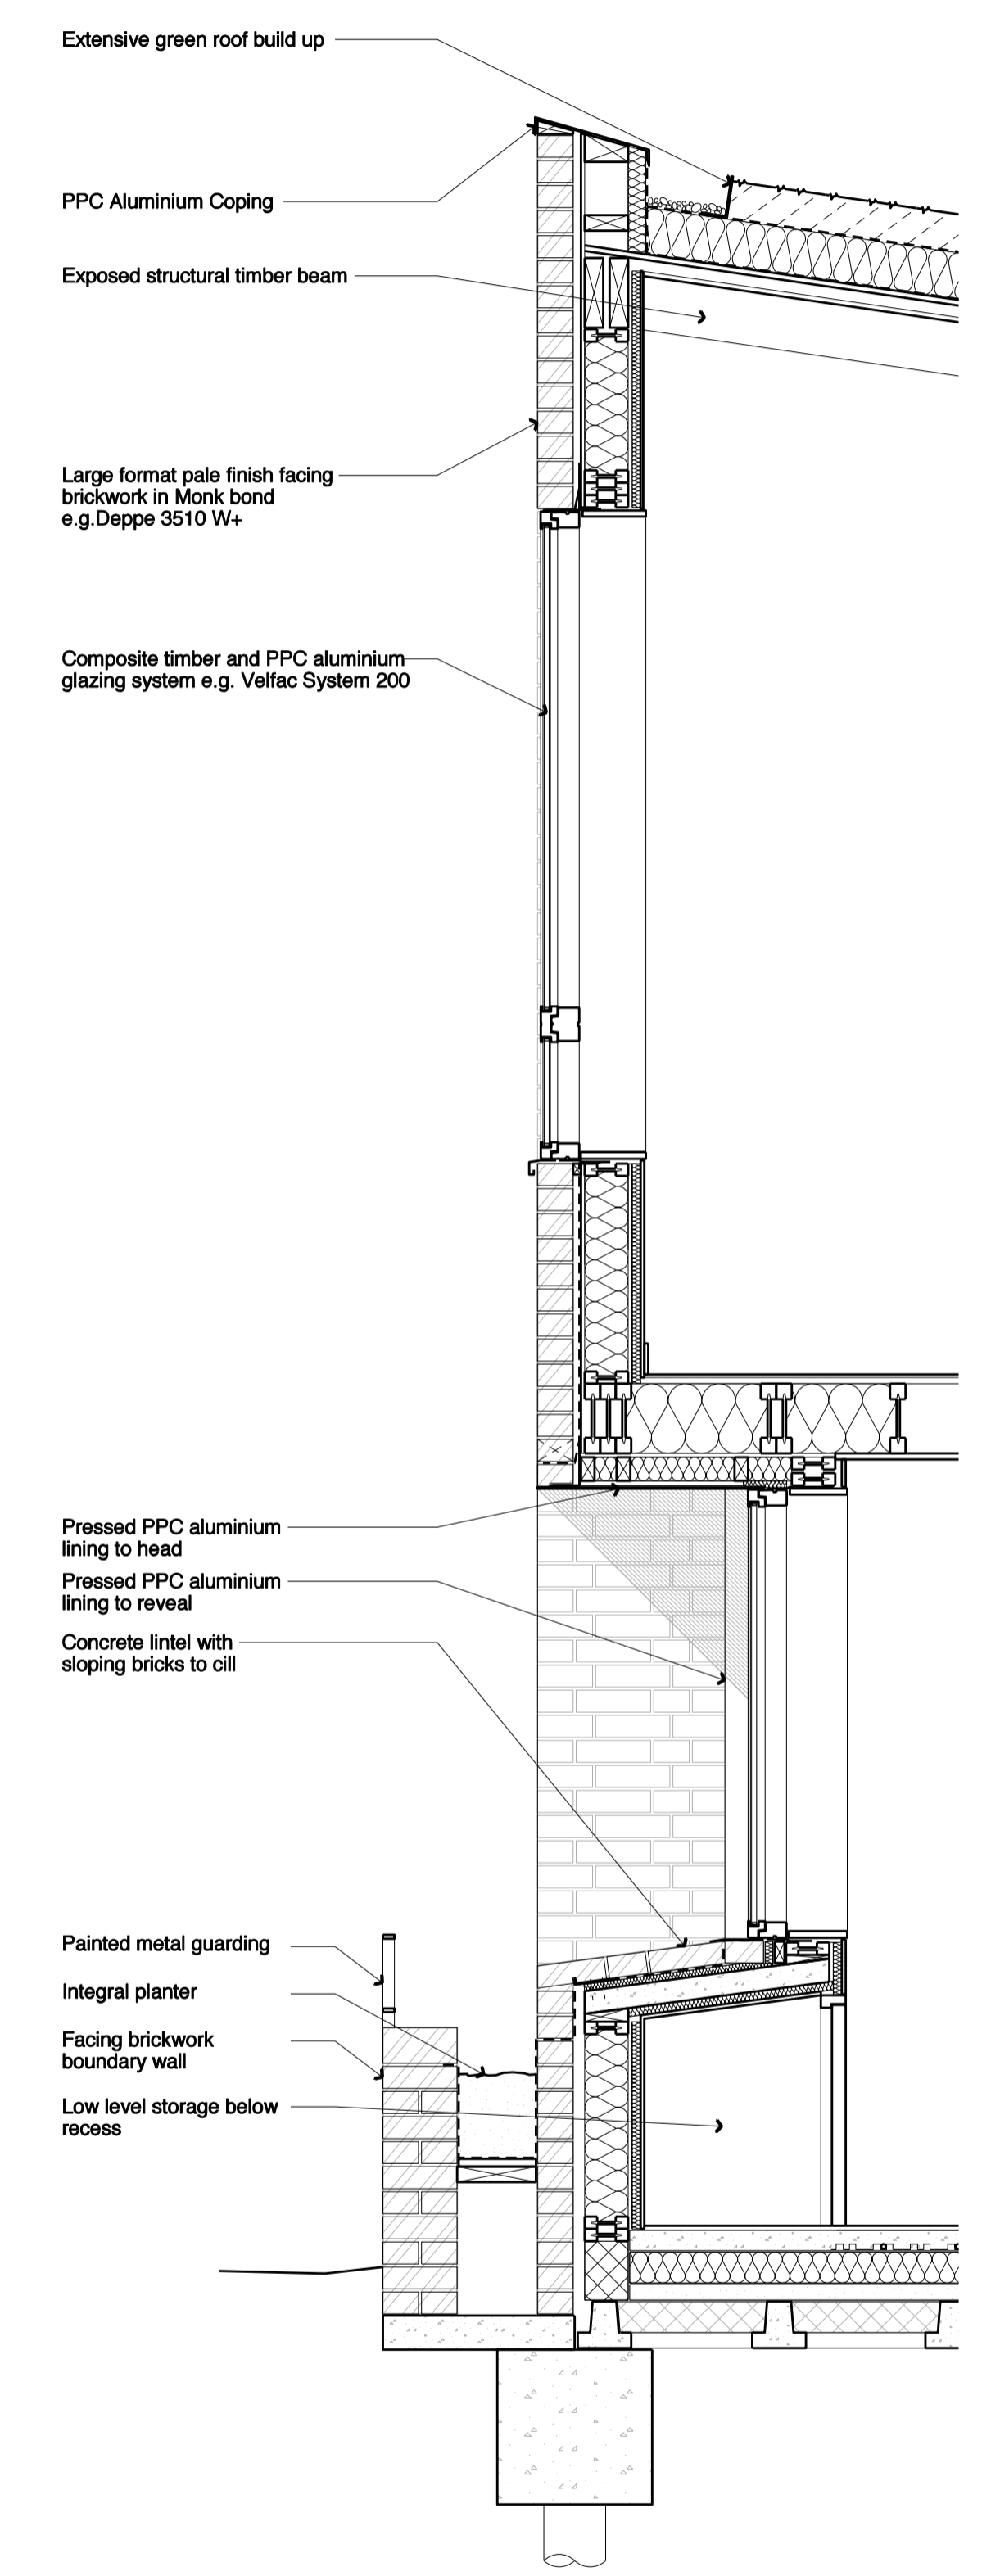 Extensive green roof build up
PPC Aluminium Coping
Exposed structural timber beam
Large format pale finish facing
brickwork in Monk bond
e.g.Deppe 3510 W+
Composite timber and PPC aluminium
glazing system e.g. Velfac System 200
Pressed PPC aluminium
lining to head
Pressed PPC aluminium
lining to reveal
Concrete lintel with
sloping bricks to cill
Painted metal guarding
Integral planter
Facing brickwork
boundary wall
Low level storage below
recess